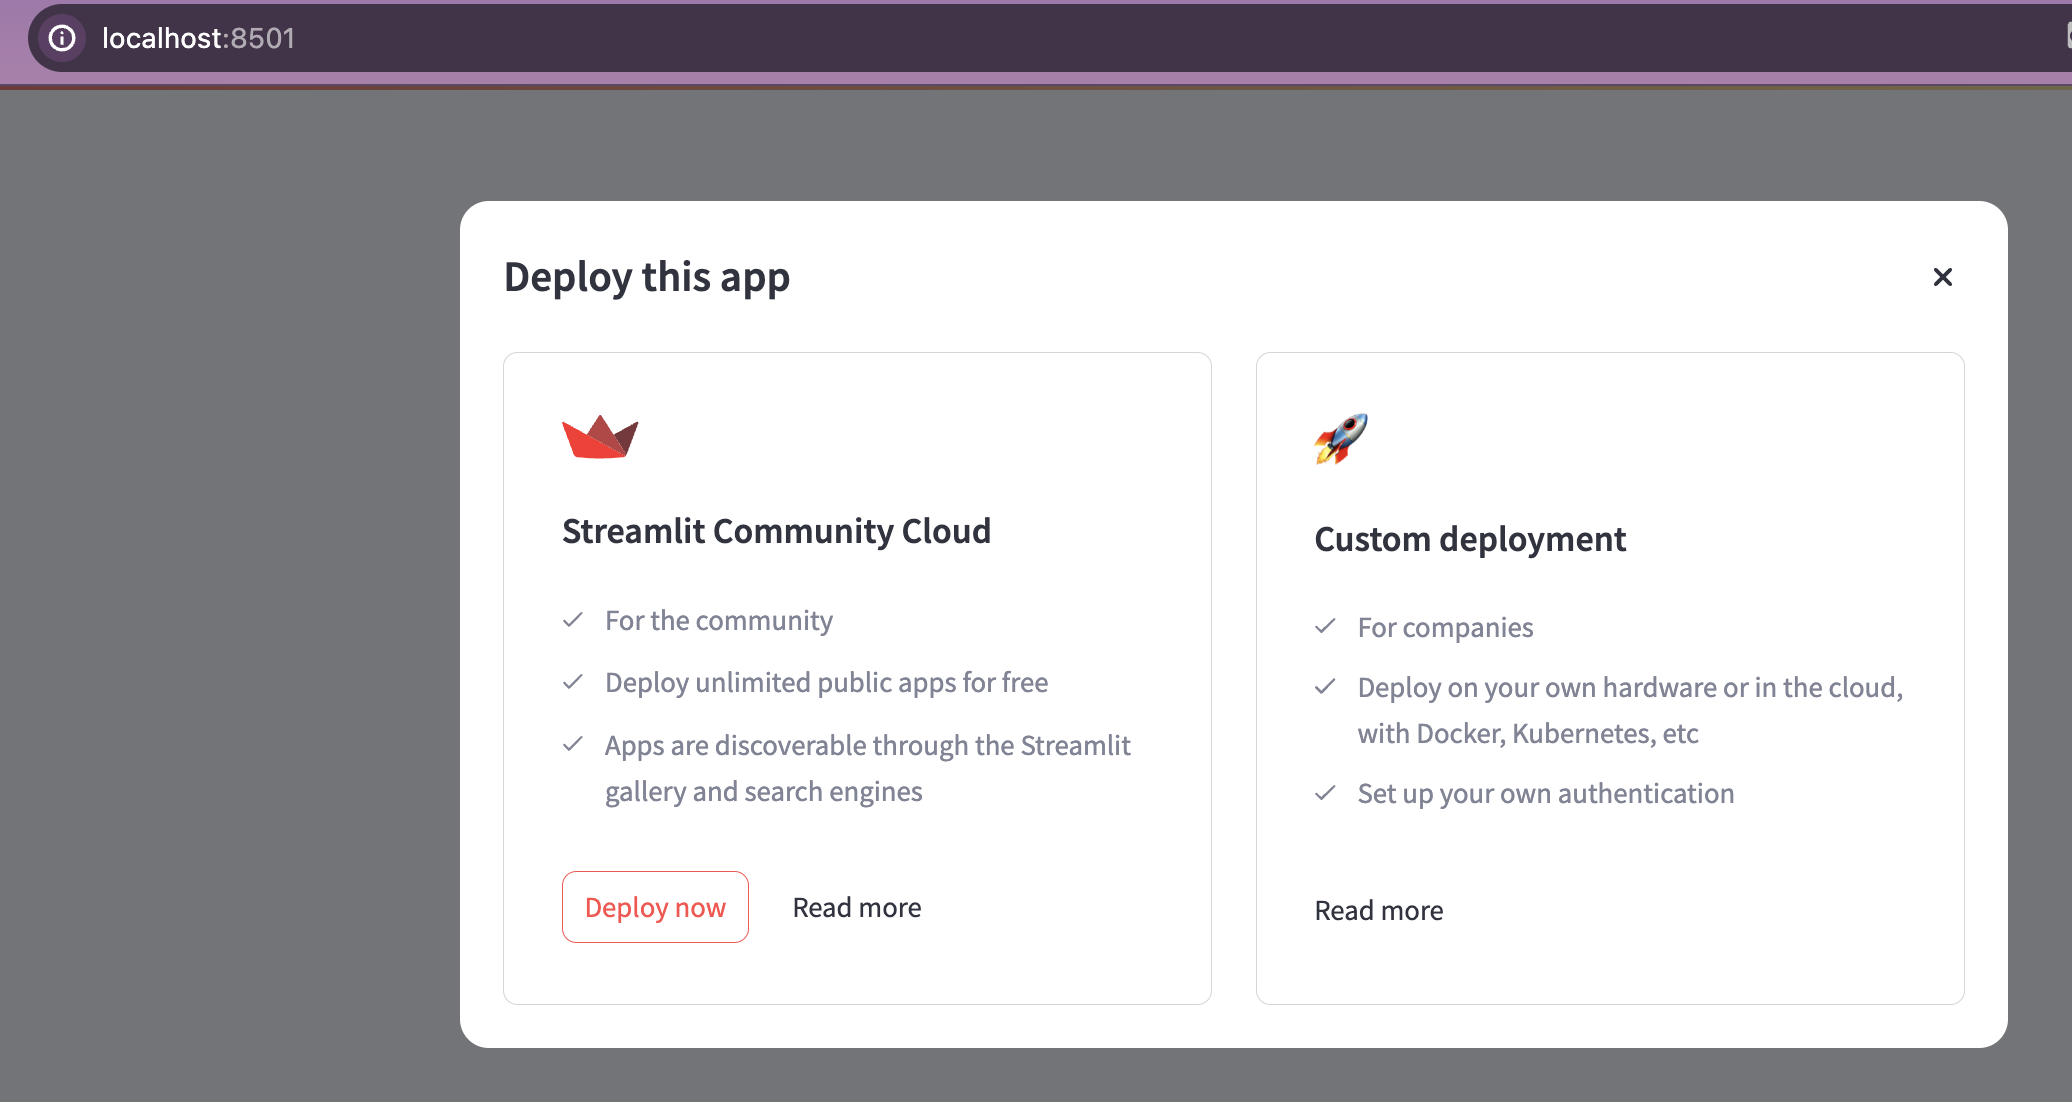 localhost:8501
Deploy this app
Streamlit Community Cloud
For the community
Deploy unlimited public apps for free
Apps are discoverable through the Streamlit
gallery and search engines
Deploy now
Read more
Custom deployment
For companies
Deploy on your own hardware or in the cloud,
with Docker, Kubernetes, etc
Set up your own authentication
Read more